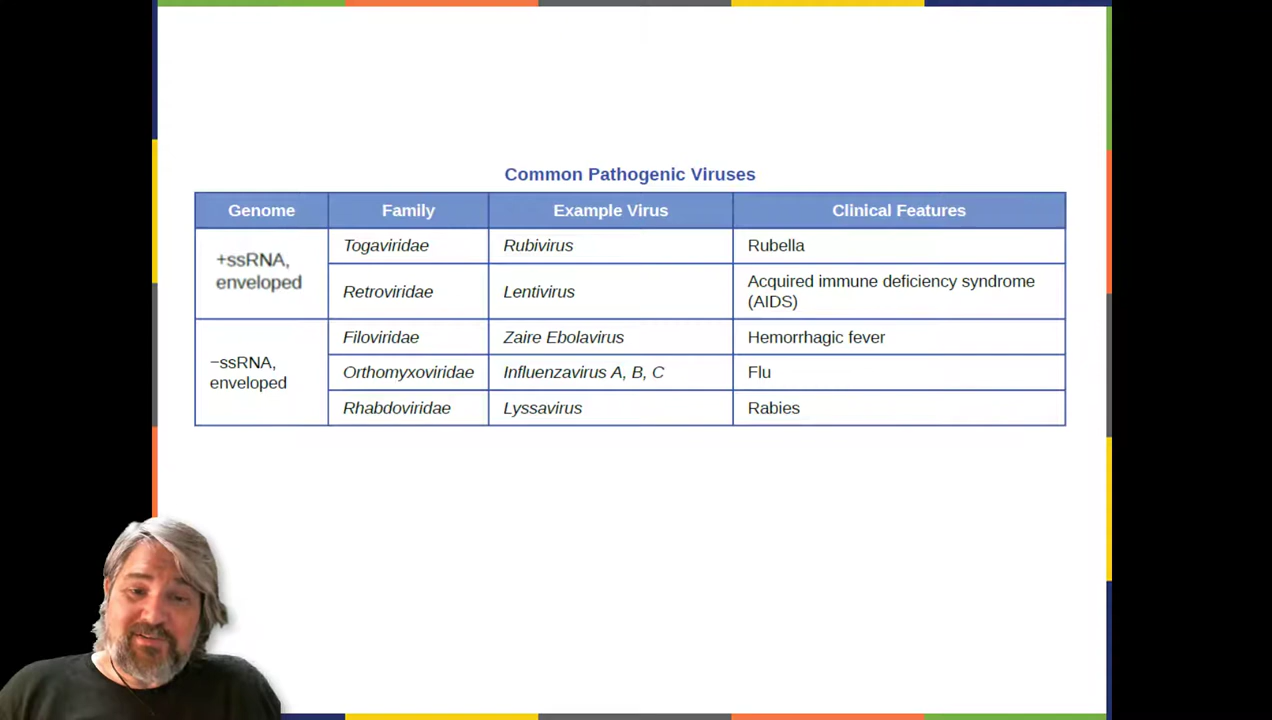 Common Pathogenic Viruses
Genome Family Example Virus Clinical Features
+ssRNA,
enveloped
Togaviridae Rubivirus Rubella
Retroviridae Lentivirus Acquired immune deficiency syndrome
(AIDS)
−ssRNA,
enveloped
Filoviridae Zaire Ebolavirus Hemorrhagic fever
Orthomyxoviridae Influenzavirus A, B, C Flu
Rhabdoviridae Lyssavirus Rabies